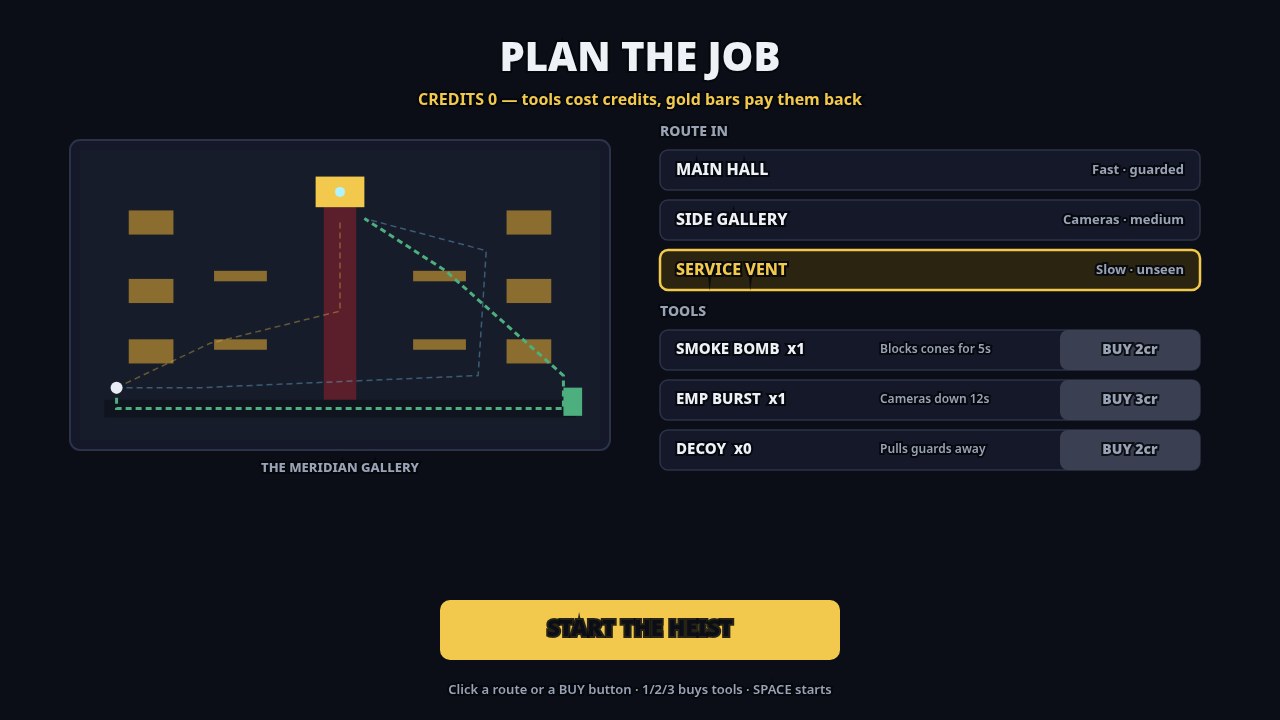 PLAN THE JOB
CREDITS 0 — tools cost credits, gold bars pay them back
ROUTE IN
MAIN HALL Fast · guarded
SIDE GALLERY Cameras · medium
SERVICE VENT Slow · unseen
TOOLS
SMOKE BOMB x1 Blocks cones for 5s BUY 2cr
EMP BURST x1 Cameras down 12s BUY 3cr
DECOY x0 Pulls guards away BUY 2cr
THE MERIDIAN GALLERY
START THE HEIST
Click a route or a BUY button · 1/2/3 buys tools · SPACE starts